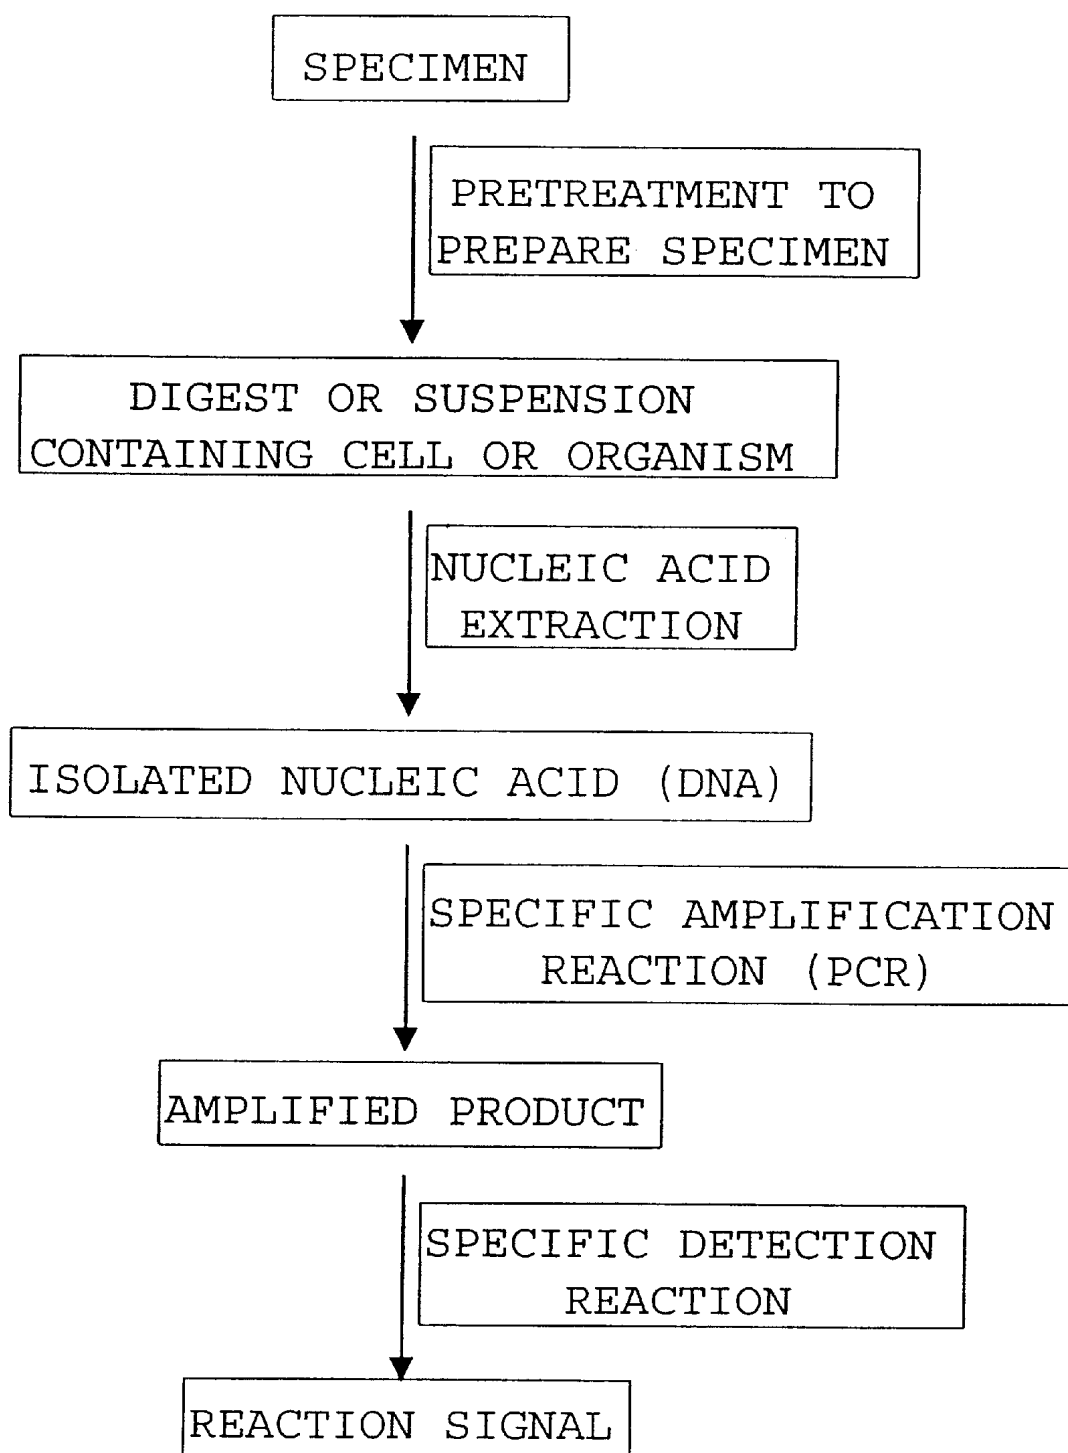 SPECIMEN
PRETREATMENT TO
PREPARE SPECIMEN
DIGEST OR SUSPENSION
CONTAINING CELL OR ORGANISM
NUCLEIC ACID
EXTRACTION
ISOLATED NUCLEIC ACID (DNA)
SPECIFIC AMPLIFICATION
REACTION (PCR)
AMPLIFIED PRODUCT
SPECIFIC DETECTION
REACTION
REACTION SIGNAL